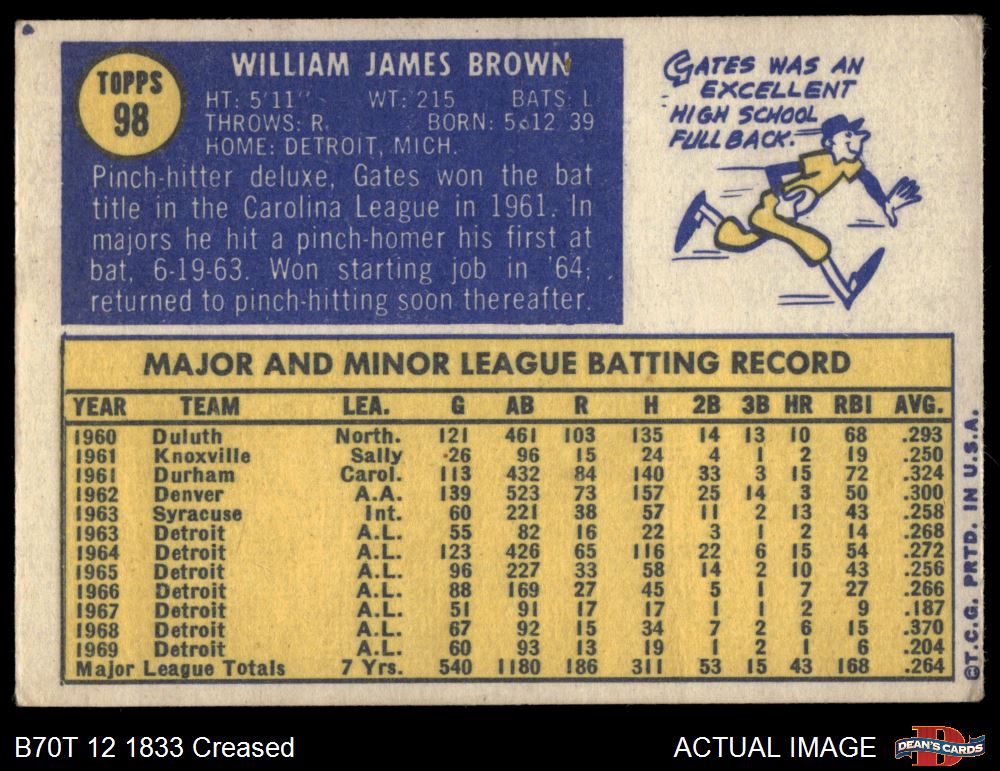 TOPPS
98
WILLIAM JAMES BROWN
HT: 5'11" WT: 215 BATS: L
THROWS: R. BORN: 5-12-39
HOME: DETROIT, MICH.
Pinch-hitter deluxe, Gates won the bat
title in the Carolina League in 1961. In
majors he hit a pinch-homer his first at
bat, 6-19-63. Won starting job in '64;
returned to pinch-hitting soon thereafter.
GATES WAS AN
EXCELLENT
HIGH SCHOOL
FULLBACK.
MAJOR AND MINOR LEAGUE BATTING RECORD
YEAR TEAM LEA. G AB R H 2B 3B HR RBI AVG.
1960 Duluth North. 121 461 103 135 14 13 10 68 .293
1961 Knoxville Sally 26 96 15 24 4 1 2 19 .250
1961 Durham Carol. 113 432 84 140 33 3 15 72 .324
1962 Denver A.A. 139 523 73 157 25 14 3 50 .300
1963 Syracuse Int. 60 221 38 57 11 2 13 43 .258
1963 Detroit A.L. 55 82 16 22 3 1 2 14 .268
1964 Detroit A.L. 123 426 65 116 22 6 15 54 .272
1965 Detroit A.L. 96 227 33 58 14 2 10 43 .256
1966 Detroit A.L. 88 169 27 45 5 1 7 27 .266
1967 Detroit A.L. 51 91 17 17 1 1 2 9 .187
1968 Detroit A.L. 67 92 15 34 7 2 6 15 .370
1969 Detroit A.L. 60 93 13 19 1 2 1 6 .204
Major League Totals 7 Yrs. 540 1180 186 311 53 15 43 168 .264
©T.C.G. PRTD. IN U.S.A.
B70T 12 1833 Creased
ACTUAL IMAGE
D
DEAN'S CARDS